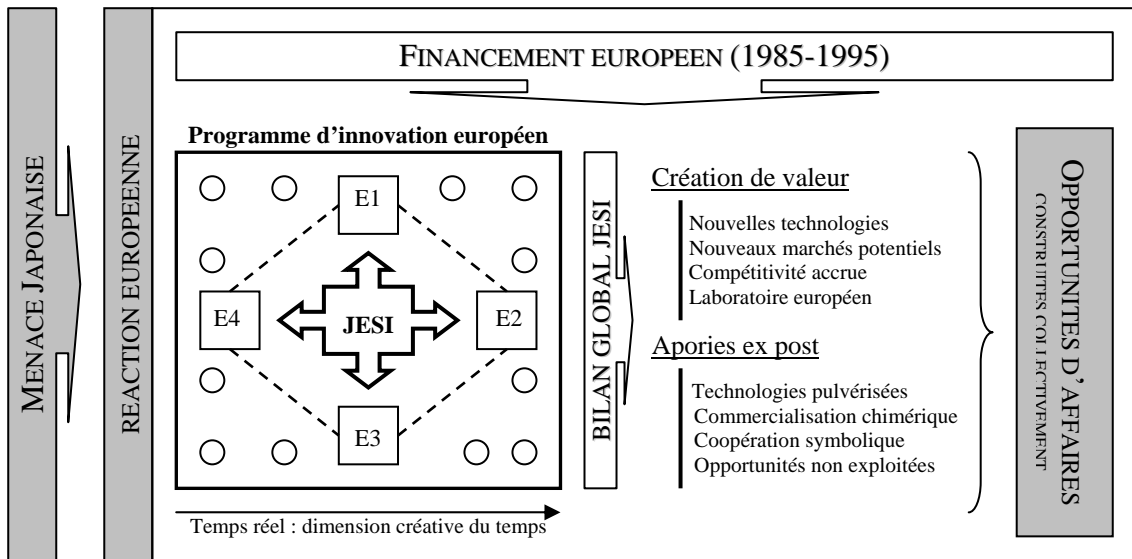 MENACE JAPONAISE
REACTION EUROPEENNE
FINANCEMENT EUROPEEN (1985-1995)
Programme d'innovation européen
E1
E4
JESI
E2
E3
Temps réel : dimension créative du temps
BILAN GLOBAL JESI
Création de valeur
Nouvelles technologies
Nouveaux marchés potentiels
Compétitivité accrue
Laboratoire européen
Apories ex post
Technologies pulvérisées
Commercialisation chimérique
Coopération symbolique
Opportunités non exploitées
OPPORTUNITES D'AFFAIRES
CONSTRUITES COLLECTIVEMENT